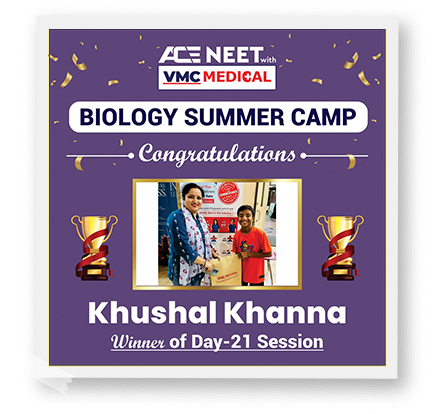 ACE NEET with
VMC MEDICAL
BIOLOGY SUMMER CAMP
Congratulations
Khushal Khanna
Winner of Day-21 Session